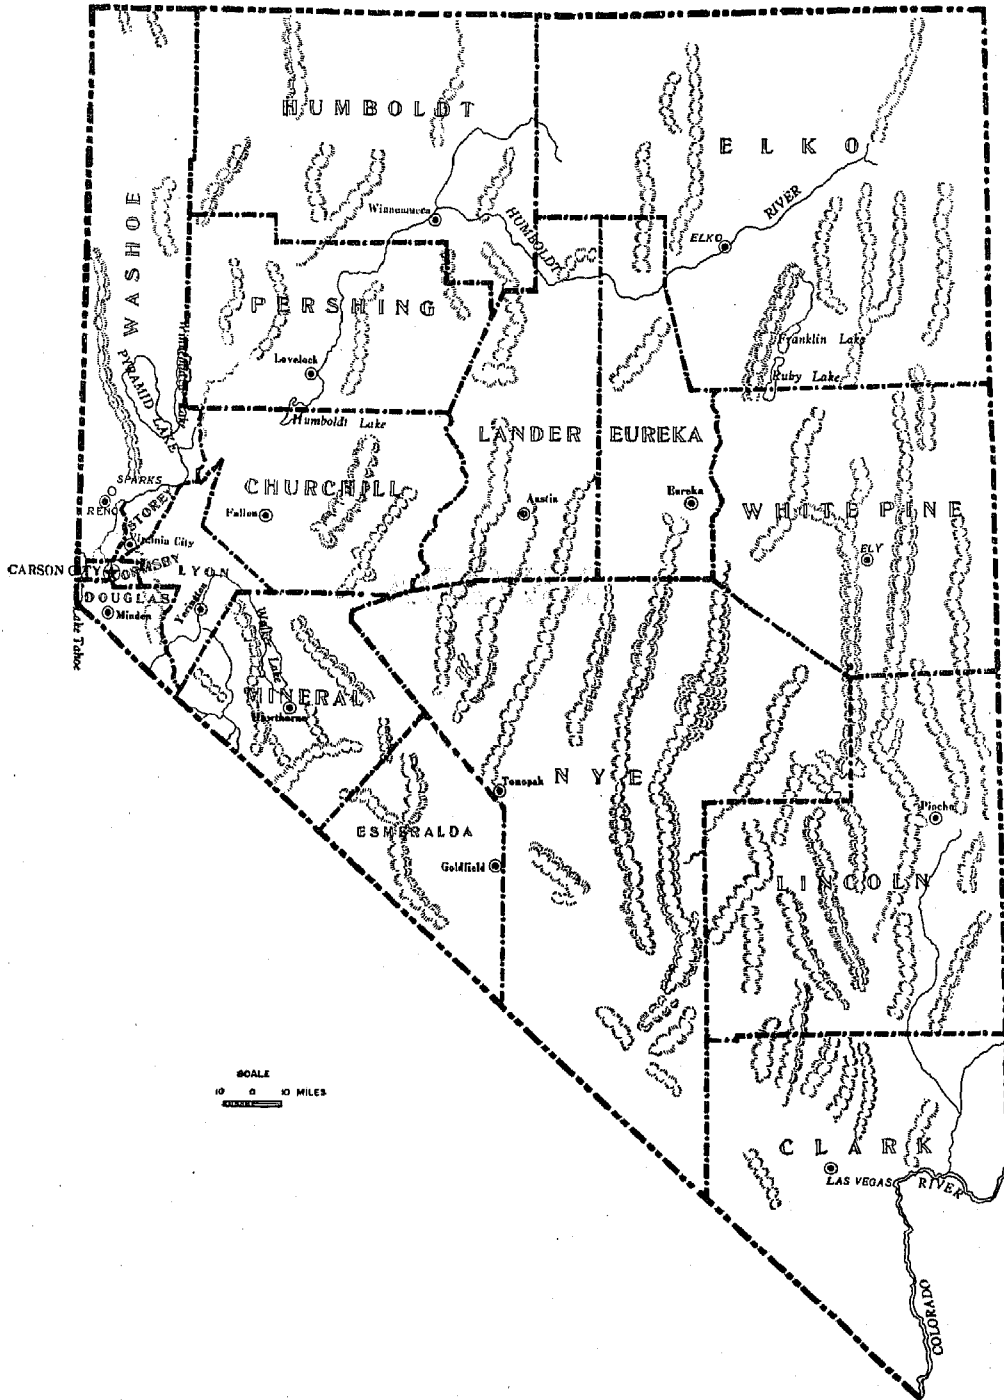 HUMBOLDT
ELKO
WASHOE
RIVER
Winnemucca
HUMBOLDT
ELKO
PERSHING
Franklin Lake
Lovelock
PYRAMID LAKE
Ruby Lake
Humboldt Lake
LANDER
EUREKA
SPARKS
CHURCHILL
Austin
Eureka
RENO
STOREY
Fallon
WHITE PINE
Virginia City
ELY
CARSON CITY
ORMSBY
LYON
DOUGLAS
Minden
Yerington
Lake Tahoe
Walker Lake
MINERAL
Hawthorne
NYE
Tonopah
Pioche
ESMERALDA
Goldfield
LINCOLN
SCALE
10 0 10 MILES
CLARK
LAS VEGAS
RIVER
COLORADO